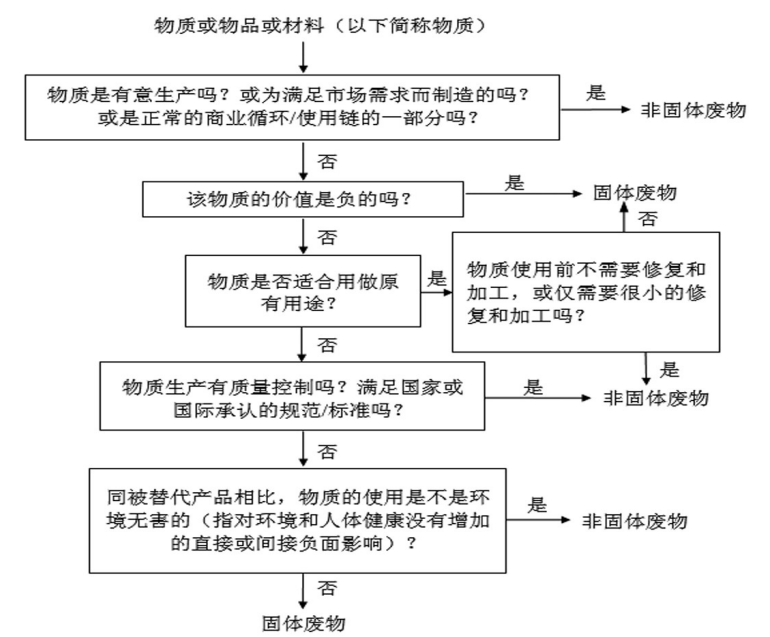 物质或物品或材料（以下简称物质）
物质是有意生产吗？或为满足市场需求而制造的吗？
或是正常的商业循环/使用链的一部分吗？
是
非固体废物
否
该物质的价值是负的吗？
是
固体废物
否
否
物质是否适合用做原
有用途？
是
物质使用前不需要修复和
加工，或仅需要很小的修
复和加工吗？
否
是
物质生产有质量控制吗？满足国家或
国际承认的规范/标准吗？
是
非固体废物
否
同被替代产品相比，物质的使用是不是环
境无害的（指对环境和人体健康没有增加
的直接或间接负面影响）？
是
非固体废物
否
固体废物